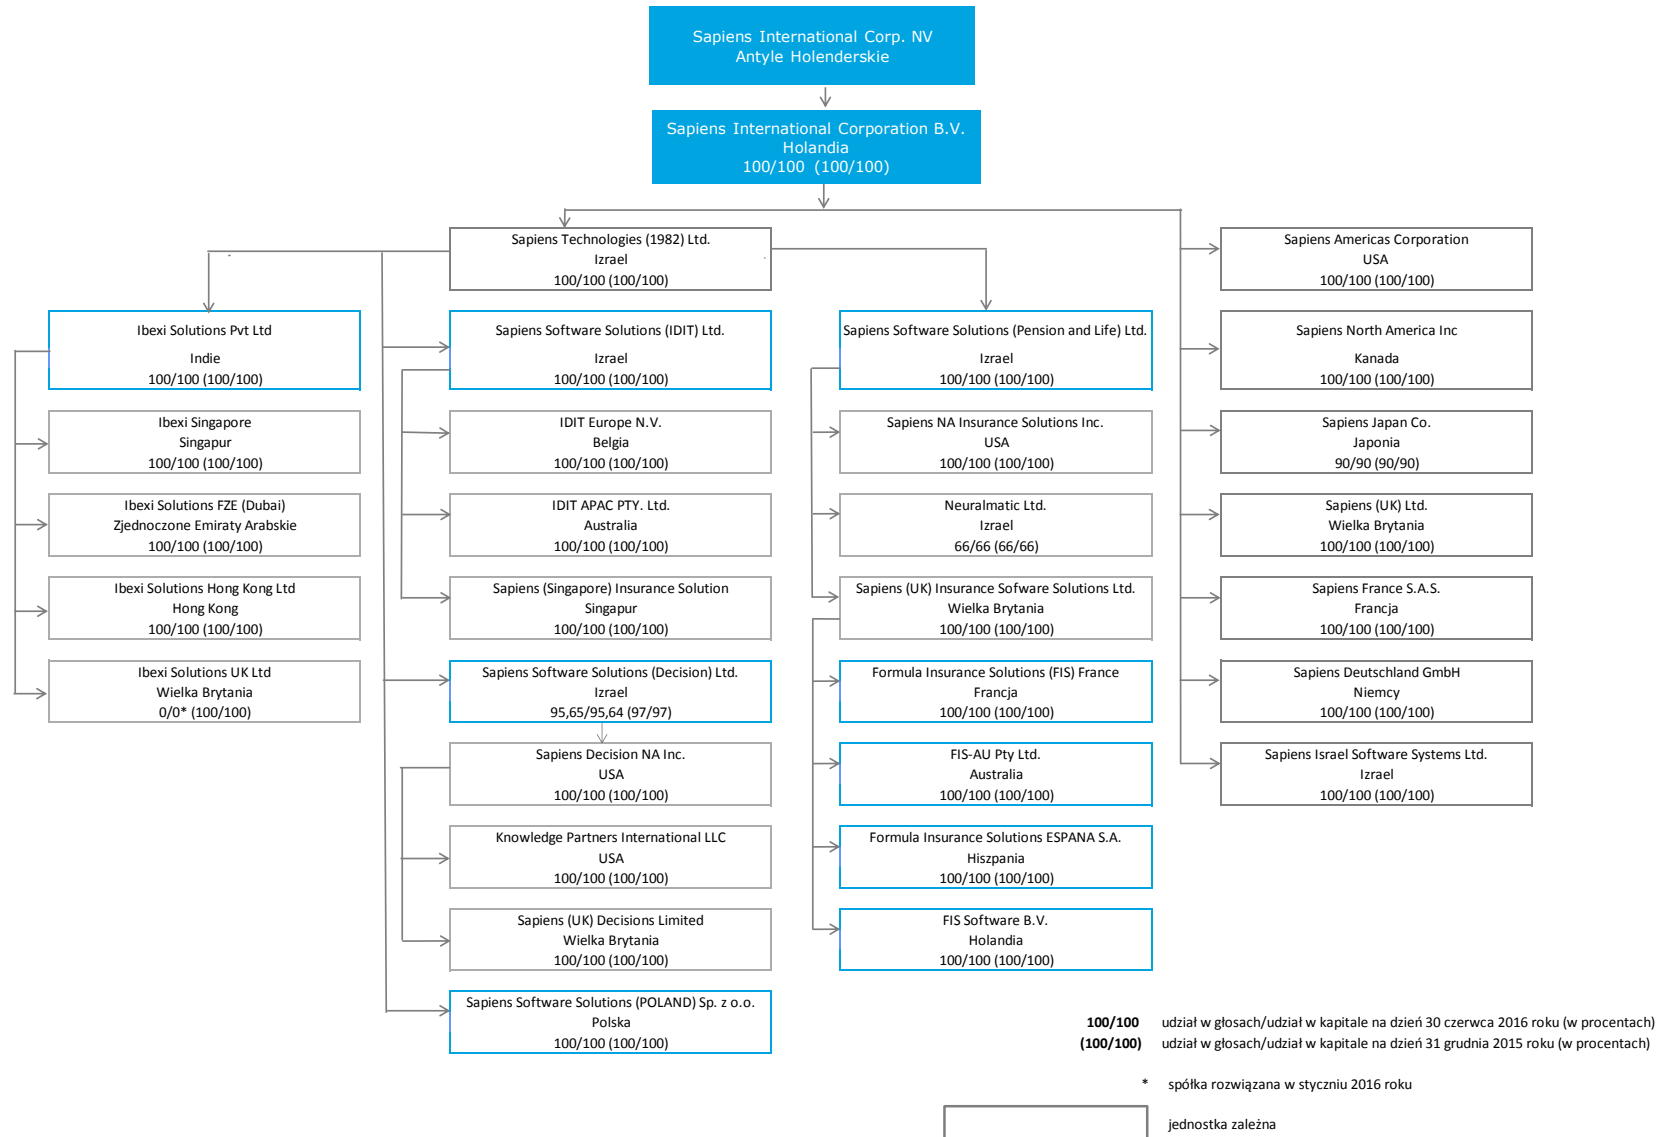 Sapiens International Corp. NV
Antyle Holenderskie
Sapiens International Corporation B.V.
Holandia
100/100 (100/100)
Sapiens Technologies (1982) Ltd.
Izrael
100/100 (100/100)
Ibexi Solutions Pvt Ltd
Indie
100/100 (100/100)
Ibexi Singapore
Singapur
100/100 (100/100)
Ibexi Solutions FZE (Dubai)
Zjednoczone Emiraty Arabskie
100/100 (100/100)
Ibexi Solutions Hong Kong Ltd
Hong Kong
100/100 (100/100)
Ibexi Solutions UK Ltd
Wielka Brytania
0/0* (100/100)
Sapiens Software Solutions (IDIT) Ltd.
Izrael
100/100 (100/100)
IDIT Europe N.V.
Belgia
100/100 (100/100)
IDIT APAC PTY. Ltd.
Australia
100/100 (100/100)
Sapiens (Singapore) Insurance Solution
Singapur
100/100 (100/100)
Sapiens Software Solutions (Decision) Ltd.
Izrael
95,65/95,64 (97/97)
Sapiens Decision NA Inc.
USA
100/100 (100/100)
Knowledge Partners International LLC
USA
100/100 (100/100)
Sapiens (UK) Decisions Limited
Wielka Brytania
100/100 (100/100)
Sapiens Software Solutions (POLAND) Sp. z o.o.
Polska
100/100 (100/100)
Sapiens Software Solutions (Pension and Life) Ltd.
Izrael
100/100 (100/100)
Sapiens NA Insurance Solutions Inc.
USA
100/100 (100/100)
Neuralmatic Ltd.
Izrael
66/66 (66/66)
Sapiens (UK) Insurance Sofware Solutions Ltd.
Wielka Brytania
100/100 (100/100)
Formula Insurance Solutions (FIS) France
Francja
100/100 (100/100)
FIS-AU Pty Ltd.
Australia
100/100 (100/100)
Formula Insurance Solutions ESPANA S.A.
Hiszpania
100/100 (100/100)
FIS Software B.V.
Holandia
100/100 (100/100)
Sapiens Americas Corporation
USA
100/100 (100/100)
Sapiens North America Inc
Kanada
100/100 (100/100)
Sapiens Japan Co.
Japonia
90/90 (90/90)
Sapiens (UK) Ltd.
Wielka Brytania
100/100 (100/100)
Sapiens France S.A.S.
Francja
100/100 (100/100)
Sapiens Deutschland GmbH
Niemcy
100/100 (100/100)
Sapiens Israel Software Systems Ltd.
Izrael
100/100 (100/100)
100/100 udział w głosach/udział w kapitale na dzień 30 czerwca 2016 roku (w procentach)
(100/100) udział w głosach/udział w kapitale na dzień 31 grudnia 2015 roku (w procentach)
* spółka rozwiązana w styczniu 2016 roku
jednostka zależna